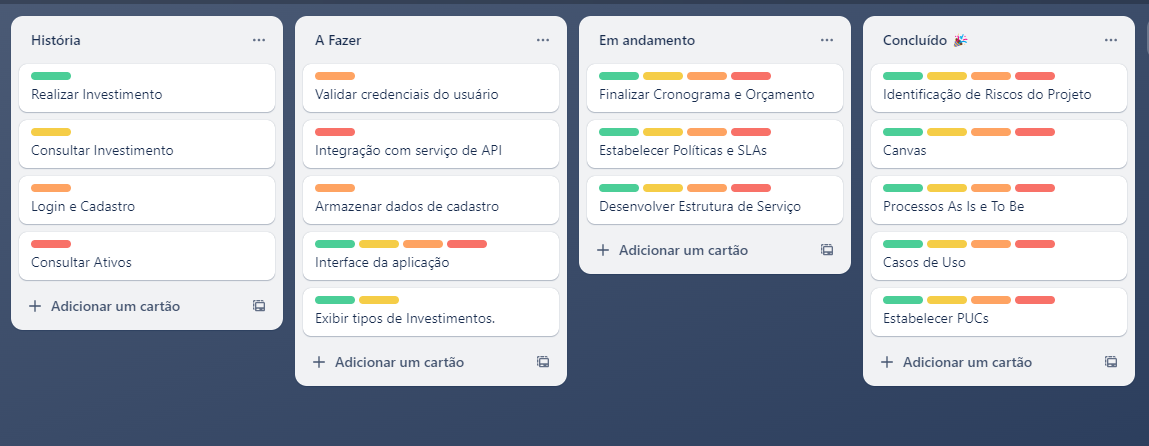 História
Realizar Investimento
Consultar Investimento
Login e Cadastro
Consultar Ativos
Adicionar um cartão
A Fazer
Validar credenciais do usuário
Integração com serviço de API
Armazenar dados de cadastro
Interface da aplicação
Exibir tipos de Investimentos.
Adicionar um cartão
Em andamento
Finalizar Cronograma e Orçamento
Estabelecer Políticas e SLAs
Desenvolver Estrutura de Serviço
Adicionar um cartão
Concluído 🎉
Identificação de Riscos do Projeto
Canvas
Processos As Is e To Be
Casos de Uso
Estabelecer PUCs
Adicionar um cartão